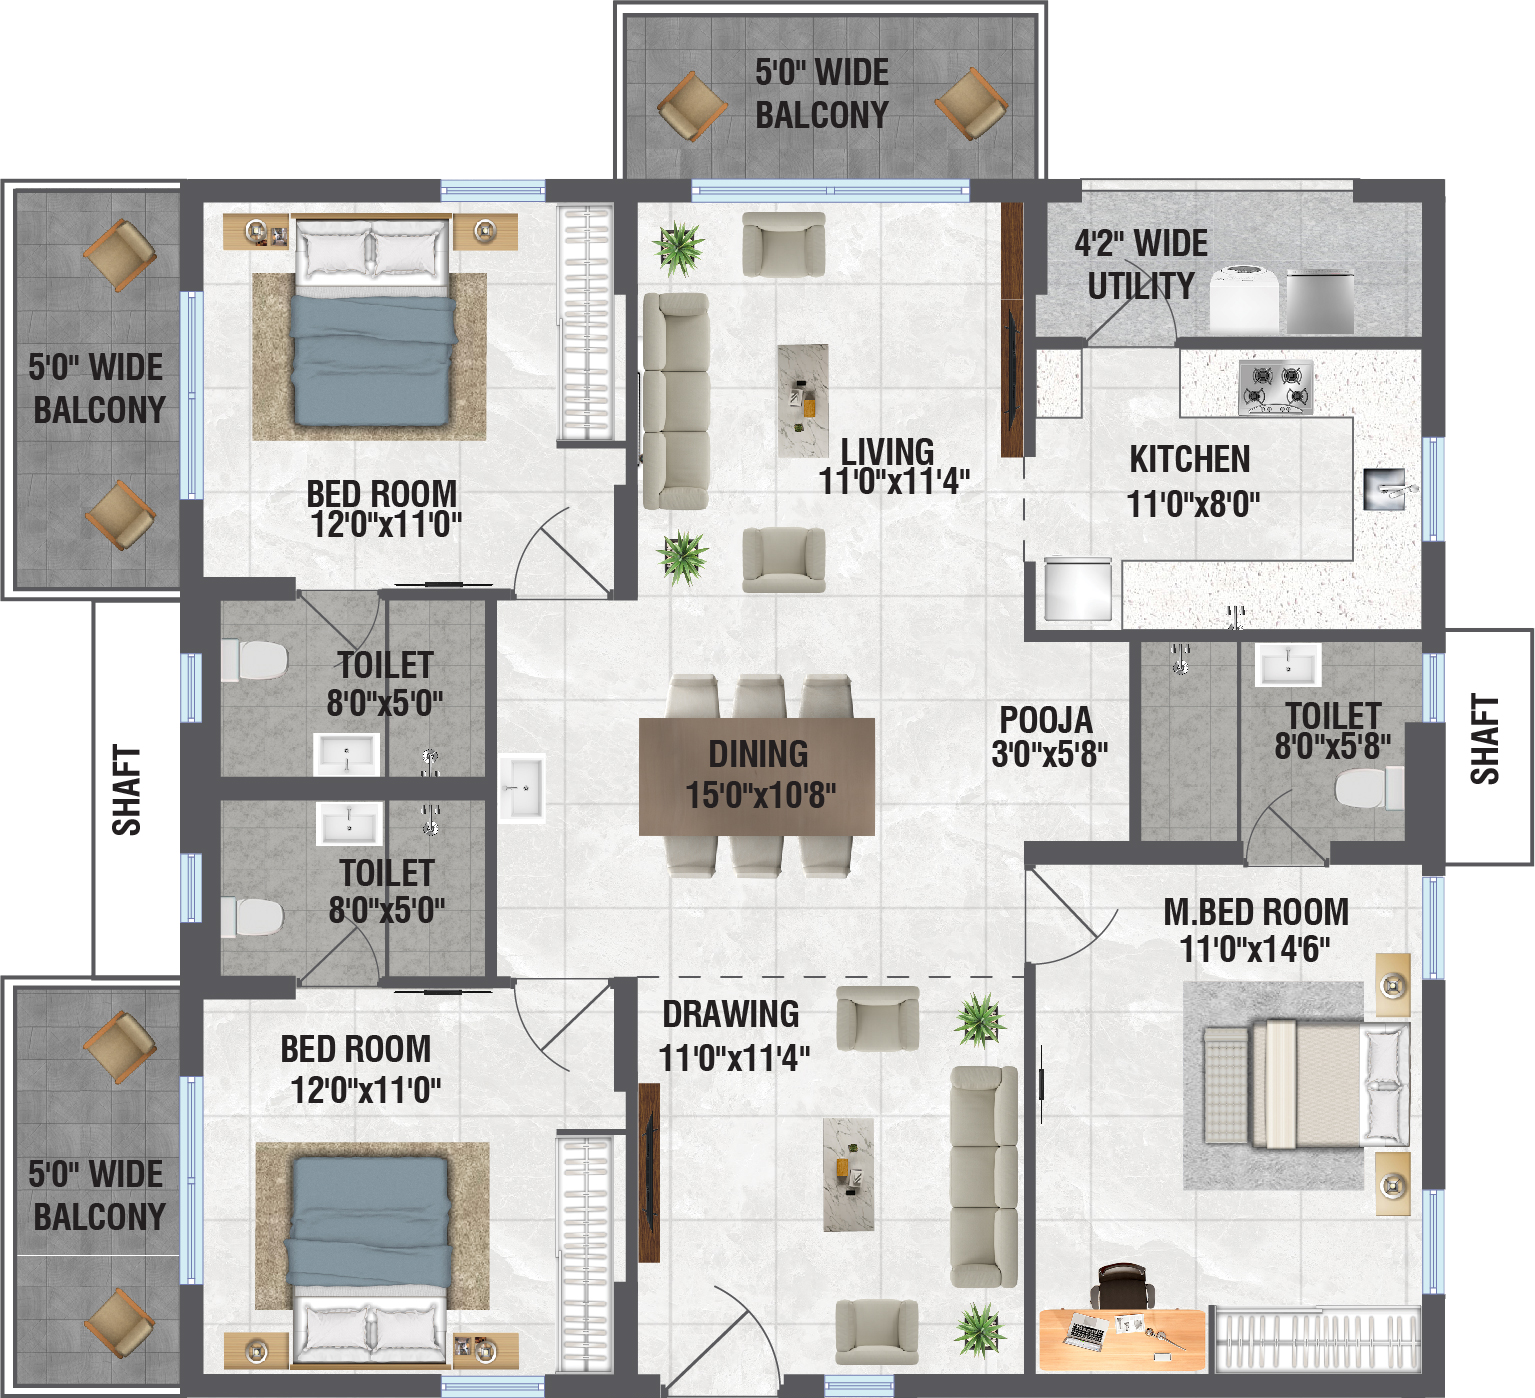 5'0" WIDE
BALCONY
4'2" WIDE
UTILITY
5'0" WIDE
BALCONY
LIVING
11'0"x11'4"
KITCHEN
11'0"x8'0"
BED ROOM
12'0"x11'0"
TOILET
8'0"x5'0"
POOJA
3'0"x5'8"
TOILET
8'0"x5'8"
SHAFT
DINING
15'0"x10'8"
SHAFT
TOILET
8'0"x5'0"
M.BED ROOM
11'0"x14'6"
DRAWING
11'0"x11'4"
BED ROOM
12'0"x11'0"
5'0" WIDE
BALCONY